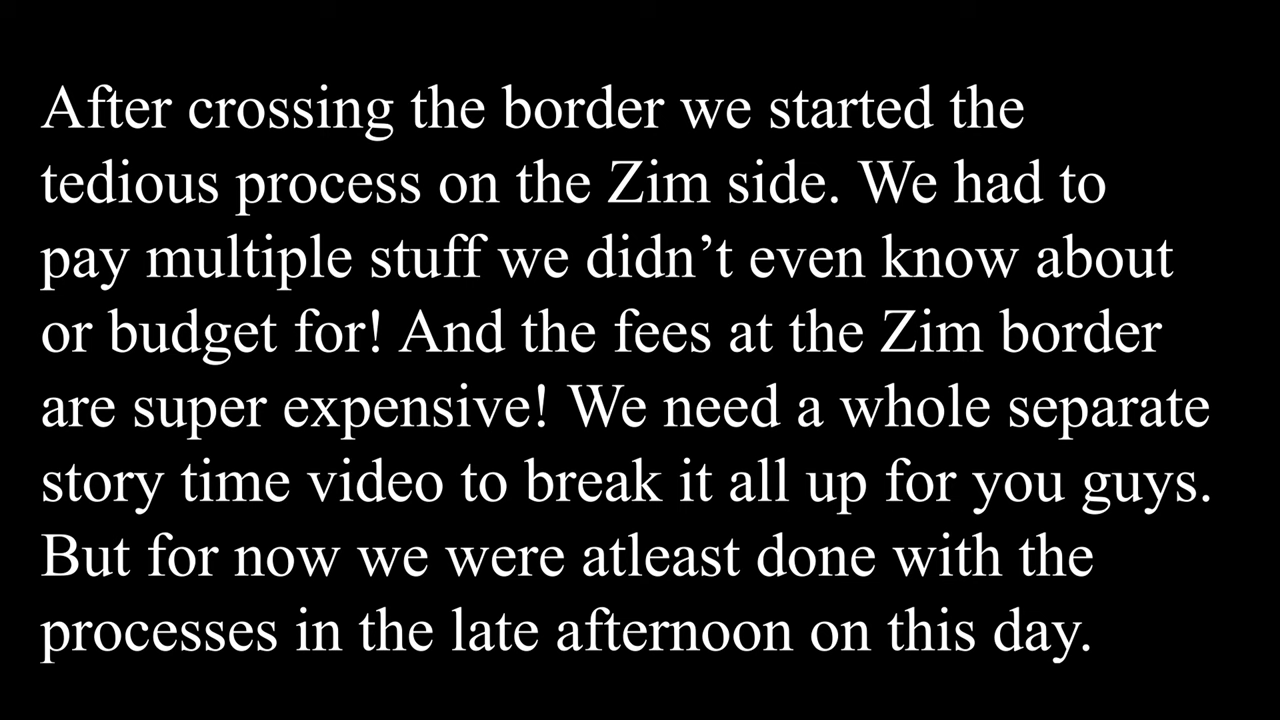 After crossing the border we started the
tedious process on the Zim side. We had to
pay multiple stuff we didn’t even know about
or budget for! And the fees at the Zim border
are super expensive! We need a whole separate
story time video to break it all up for you guys.
But for now we were atleast done with the
processes in the late afternoon on this day.